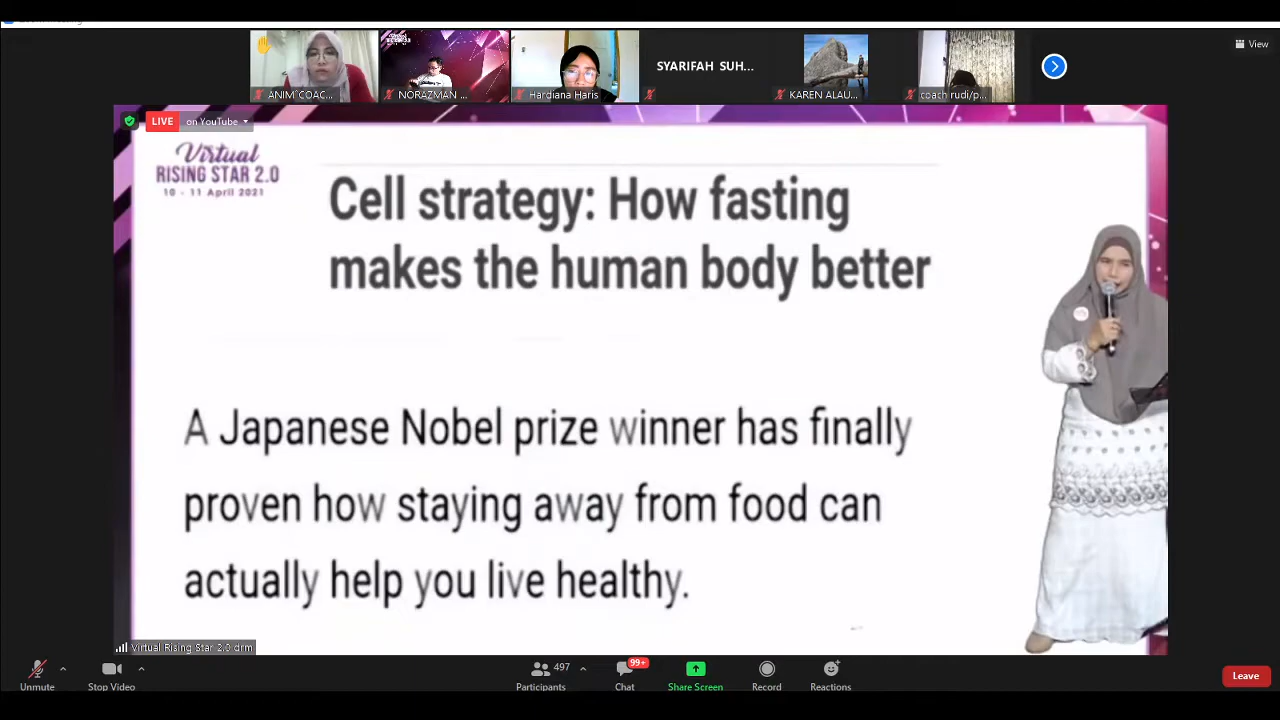 View
SYARIFAH SUH...
ANIM`COAC...
NORAZMAN ...
Hardiana Haris
KAREN ALAU...
coach rudi/p...
LIVE on YouTube
Virtual
RISING STAR 2.0
10 - 11 April 2021
Cell strategy: How fasting
makes the human body better
A Japanese Nobel prize winner has finally
proven how staying away from food can
actually help you live healthy.
Virtual Rising Star 2.0 drm
497
99+
Unmute
Stop Video
Participants
Chat
Share Screen
Record
Reactions
Leave